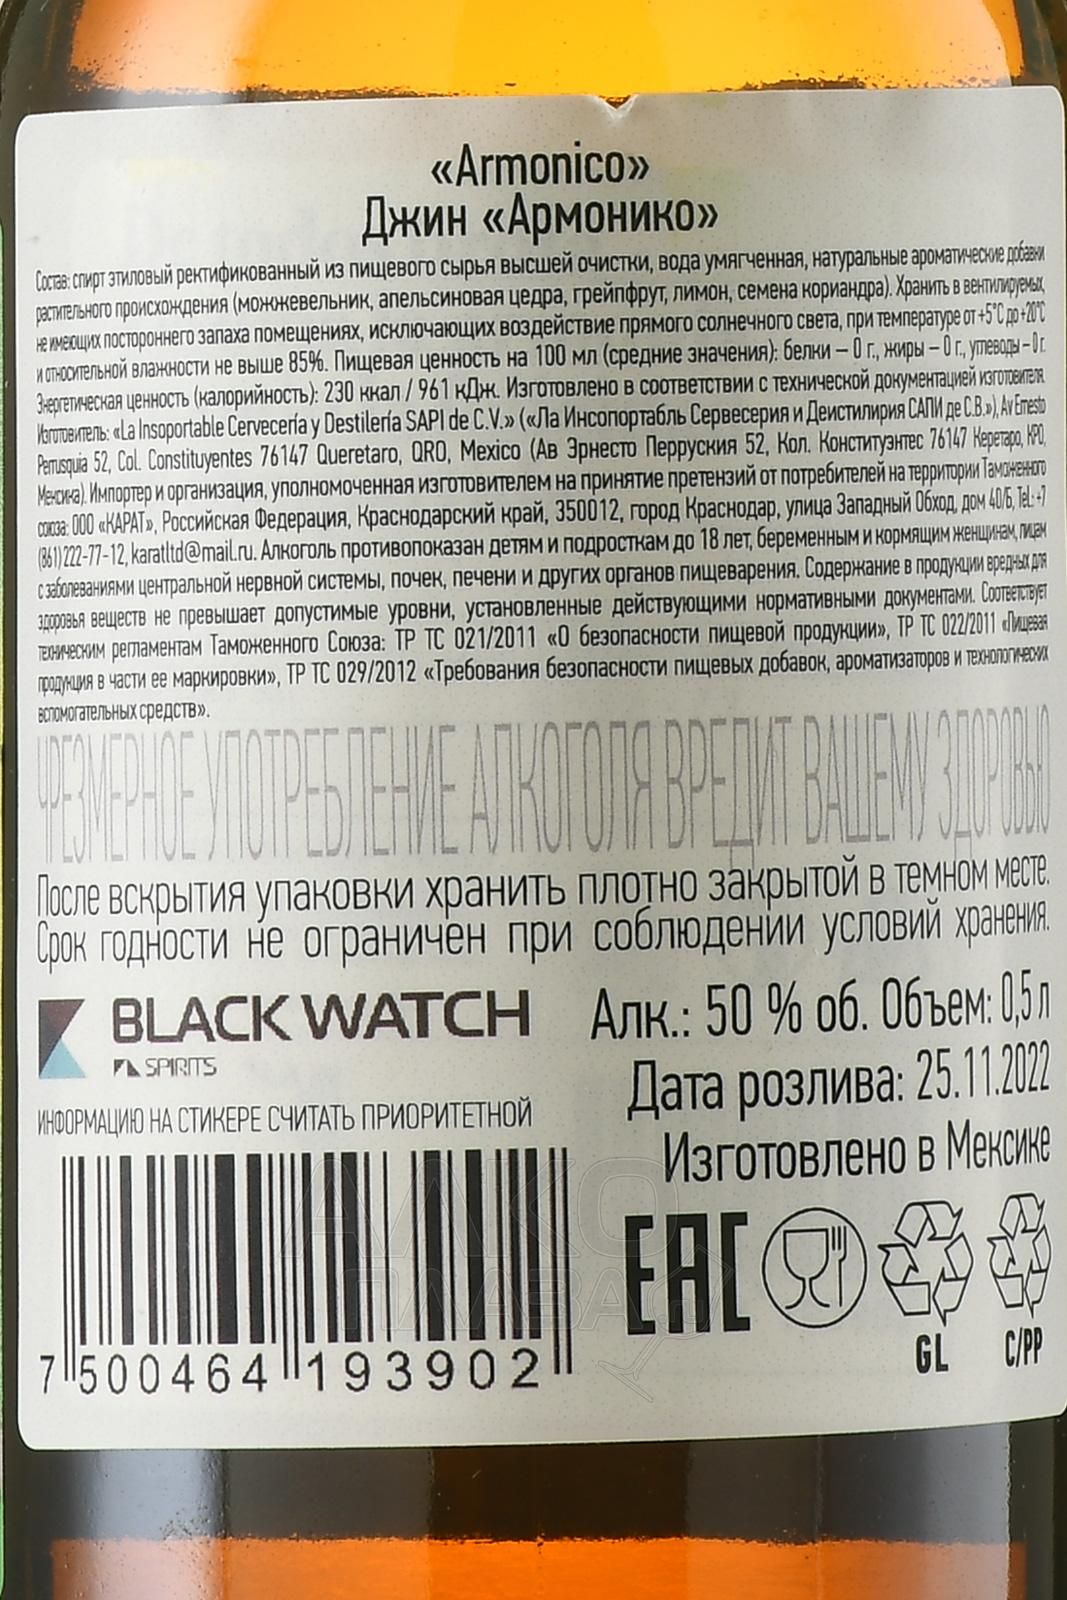 «Armonico»
Джин «Армонико»
Состав: спирт этиловый ректификованный из пищевого сырья высшей очистки, вода умягченная, натуральные ароматические добавки
растительного происхождения (можжевельник, апельсиновая цедра, грейпфрут, лимон, семена кориандра). Хранить в вентилируемых,
не имеющих постороннего запаха помещениях, исключающих воздействие прямого солнечного света, при температуре от +5°С до +20°С
и относительной влажности не выше 85%. Пищевая ценность на 100 мл (средние значения): белки – 0 г., жиры – 0 г., углеводы – 0 г.
Энергетическая ценность (калорийность): 230 ккал / 961 кДж. Изготовлено в соответствии с технической документацией изготовителя.
Изготовитель: «La Insoportable Cervecería y Destilería SAPI de C.V.» («Ла Инсопортабль Сервесерия и Деистилирия САПИ де С.В.»), Av Ernesto
Perrusquia 52, Col. Constituyentes 76147 Queretaro, QRO, Mexico (Ав Эрнесто Перруския 52, Кол. Конституэнтес 76147 Керетаро, КРО,
Мексика). Импортер и организация, уполномоченная изготовителем на принятие претензий от потребителей на территории Таможенного
союза: ООО «КАРАТ», Российская Федерация, Краснодарский край, 350012, город Краснодар, улица Западный Обход, дом 40/Б, Tel.: +7
(861) 222-77-12, karatltd@mail.ru. Алкоголь противопоказан детям и подросткам до 18 лет, беременным и кормящим женщинам, лицам
с заболеваниями центральной нервной системы, почек, печени и других органов пищеварения. Содержание в продукции вредных для
здоровья веществ не превышает допустимые уровни, установленные действующими нормативными документами. Соответствует
техническим регламентам Таможенного Союза: ТР ТС 021/2011 «О безопасности пищевой продукции», ТР ТС 022/2011 «Пищевая
продукция в части ее маркировки», ТР ТС 029/2012 «Требования безопасности пищевых добавок, ароматизаторов и технологических
вспомогательных средств».
ЧРЕЗМЕРНОЕ УПОТРЕБЛЕНИЕ АЛКОГОЛЯ ВРЕДИТ ВАШЕМУ ЗДОРОВЬЮ
После вскрытия упаковки хранить плотно закрытой в темном месте.
Срок годности не ограничен при соблюдении условий хранения.
BLACK WATCH
SPIRITS
Алк.: 50 % об. Объем: 0,5 л
Дата розлива: 25.11.2022
Изготовлено в Мексике
ИНФОРМАЦИЮ НА СТИКЕРЕ СЧИТАТЬ ПРИОРИТЕТНОЙ
7 500464 193902
ЕАС
GL
C/PP
АЛКО
ПЛАЗА.ru